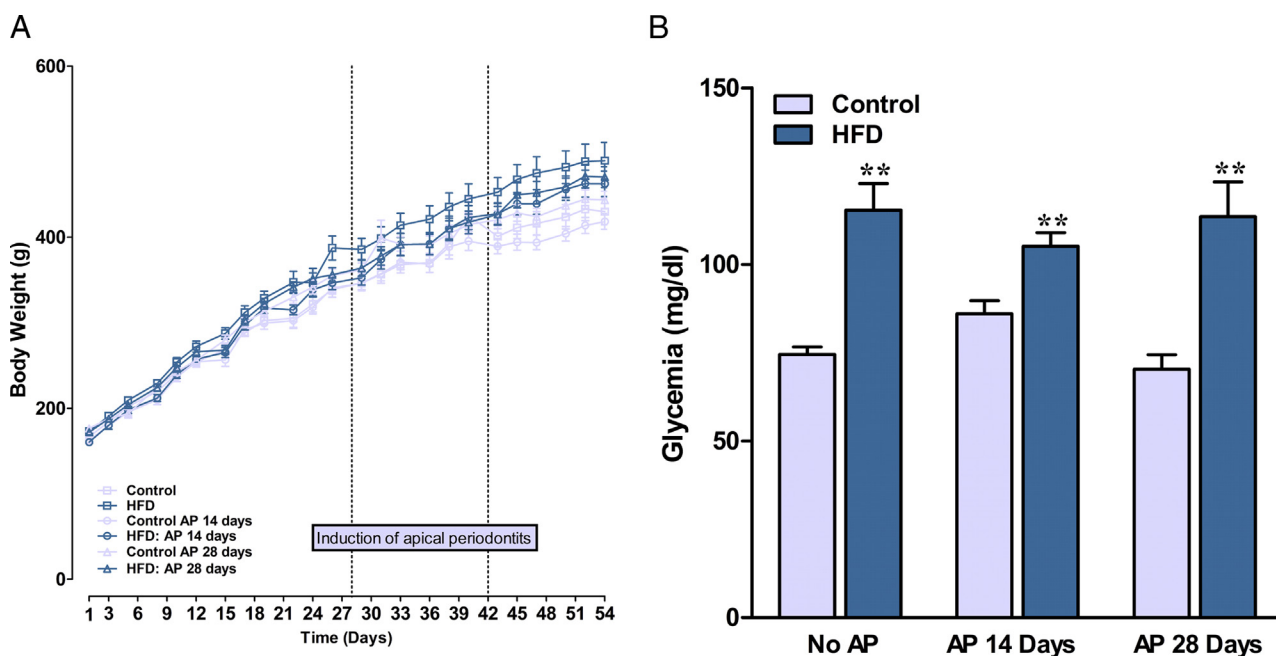 A
600
400
200
0
Body Weight (g)
Control
HFD
Control AP 14 days
HFD: AP 14 days
Control AP 28 days
HFD: AP 28 days
Induction of apical periodontits
1 3 6 9 10 12 15 18 21 24 27 30 33 36 39 42 45 48 51 54
Time (Days)
B
150
100
50
0
Glycemia (mg/dl)
Control
HFD
**
**
**
No AP
AP 14 Days
AP 28 Days